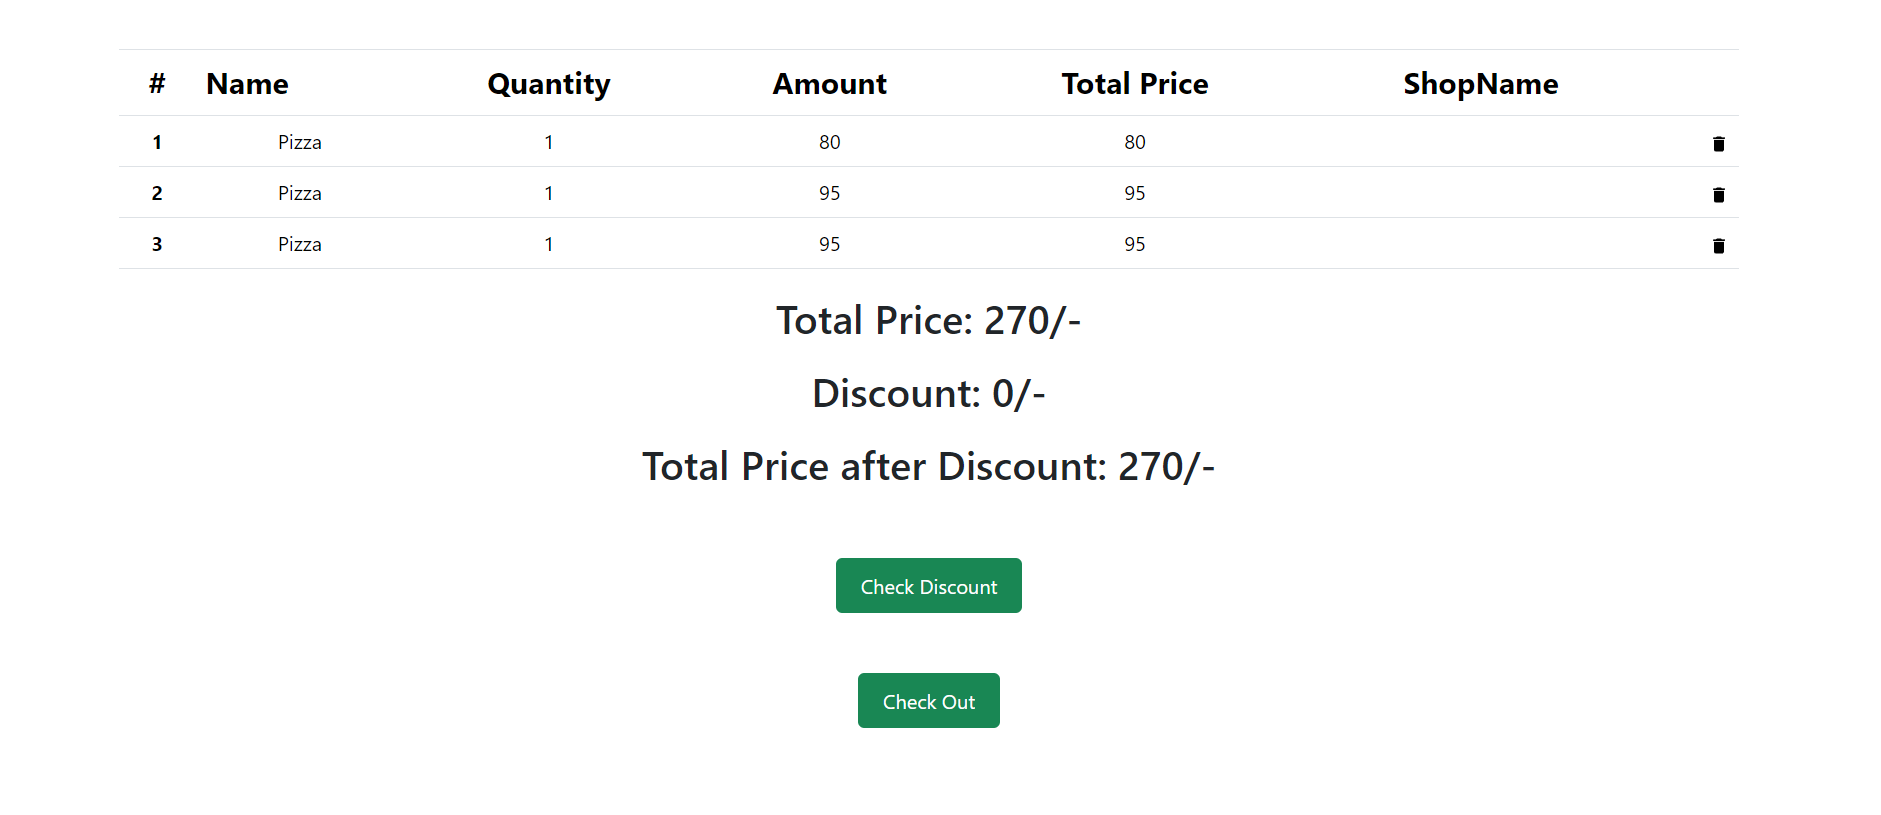 # Name Quantity Amount Total Price ShopName
1 Pizza 1 80 80
2 Pizza 1 95 95
3 Pizza 1 95 95
Total Price: 270/-
Discount: 0/-
Total Price after Discount: 270/-
Check Discount
Check Out